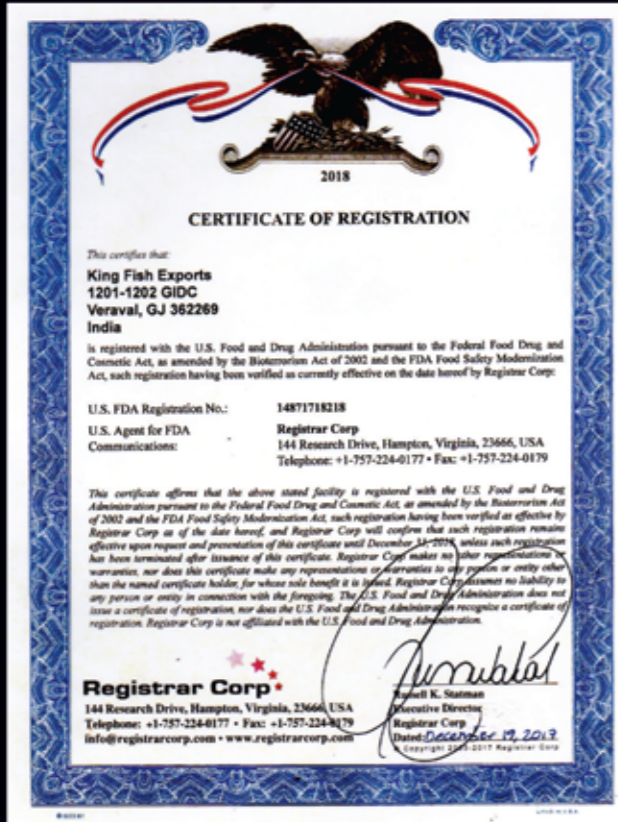 2018
CERTIFICATE OF REGISTRATION
This certifies that:
King Fish Exports
1201-1202 GIDC
Veraval, GJ 362269
India
is registered with the U.S. Food and Drug Administration pursuant to the Federal Food Drug and
Cosmetic Act, as amended by the Bioterrorism Act of 2002 and the FDA Food Safety Modernization
Act, such registration having been verified as currently effective on the date hereof by Registrar Corp:
U.S. FDA Registration No.: 14871718218
U.S. Agent for FDA Registrar Corp
Communications: 144 Research Drive, Hampton, Virginia, 23666, USA
Telephone: +1-757-224-0177 • Fax: +1-757-224-0179
This certificate affirms that the above stated facility is registered with the U.S. Food and Drug
Administration pursuant to the Federal Food Drug and Cosmetic Act, as amended by the Bioterrorism Act
of 2002 and the FDA Food Safety Modernization Act, such registration having been verified as effective by
Registrar Corp as of the date hereof, and Registrar Corp will confirm that such registration remains
effective upon request and presentation of this certificate until December 31, 2018, unless such registration
has been terminated after issuance of this certificate. Registrar Corp makes no other representations or
warranties, nor does this certificate make any representations or warranties to any person or entity other
than the named certificate holder, for whose sole benefit it is issued. Registrar Corp assumes no liability to
any person or entity in connection with the foregoing. The U.S. Food and Drug Administration does not
issue a certificate of registration, nor does the U.S. Food and Drug Administration recognize a certificate of
registration. Registrar Corp is not affiliated with the U.S. Food and Drug Administration.
Registrar Corp
144 Research Drive, Hampton, Virginia, 23666, USA
Telephone: +1-757-224-0177 • Fax: +1-757-224-0179
info@registrarcorp.com • www.registrarcorp.com
Russell K. Statman
Executive Director
Registrar Corp
Dated: December 19, 2017
© Copyright 2003-2017 Registrar Corp